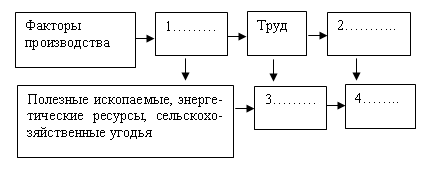 Факторы
производства
1.........
Труд
2...........
Полезные ископаемые, энерге-
тические ресурсы, сельскохо-
зяйственные угодья
3.........
4........